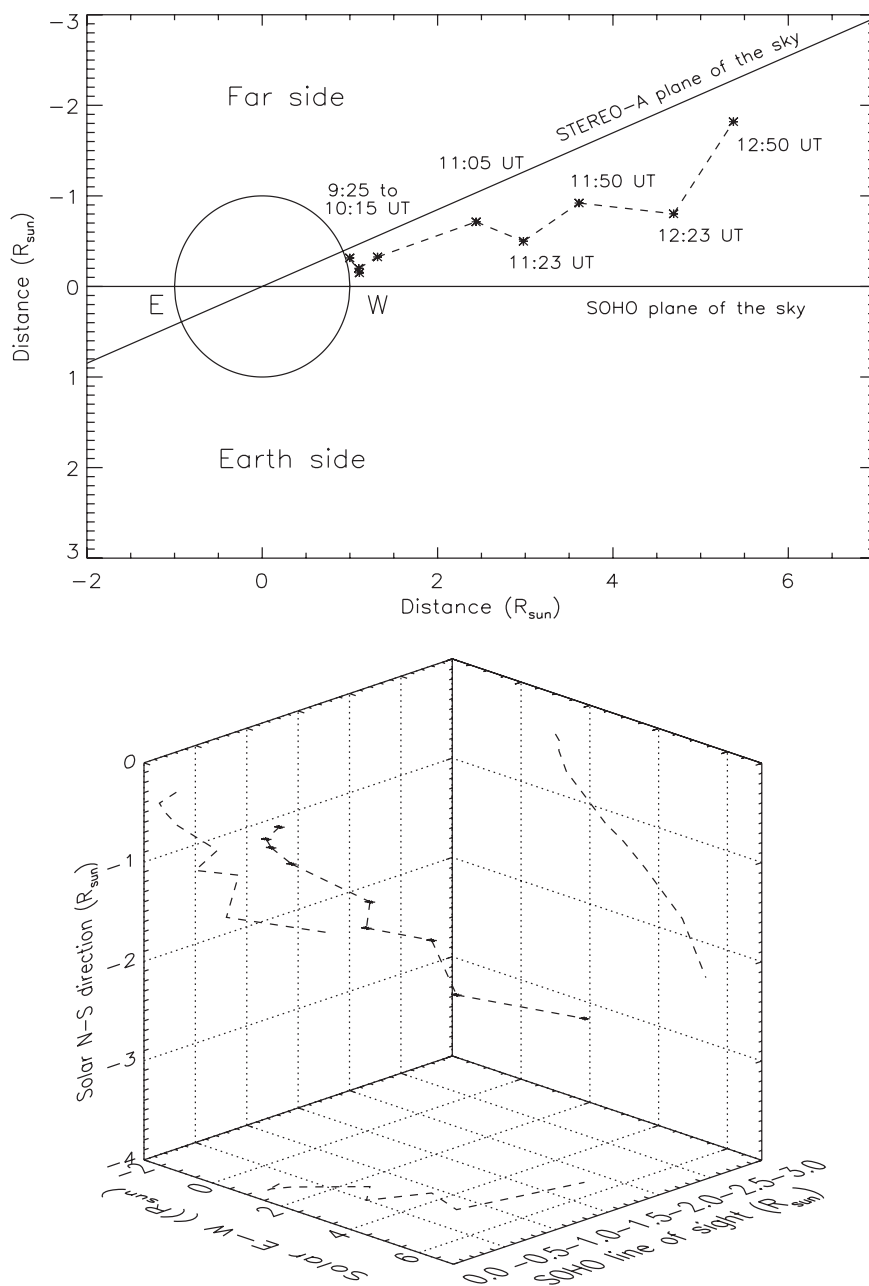 −3
−2
−1
0
1
2
3
Distance (R_sun)
Far side
STEREO−A plane of the sky
11:05 UT
12:50 UT
9:25 to
10:15 UT
11:50 UT
12:23 UT
11:23 UT
E
W
SOHO plane of the sky
Earth side
−2
0
2
4
6
Distance (R_sun)
0
−1
−2
−3
−4
Solar N−S direction (R_sun)
−2
0
2
4
6
Solar E−W ((R_sun)
0.0
−0.5
−1.0
−1.5
−2.0
−2.5
−3.0
SOHO line of sight (R_sun)